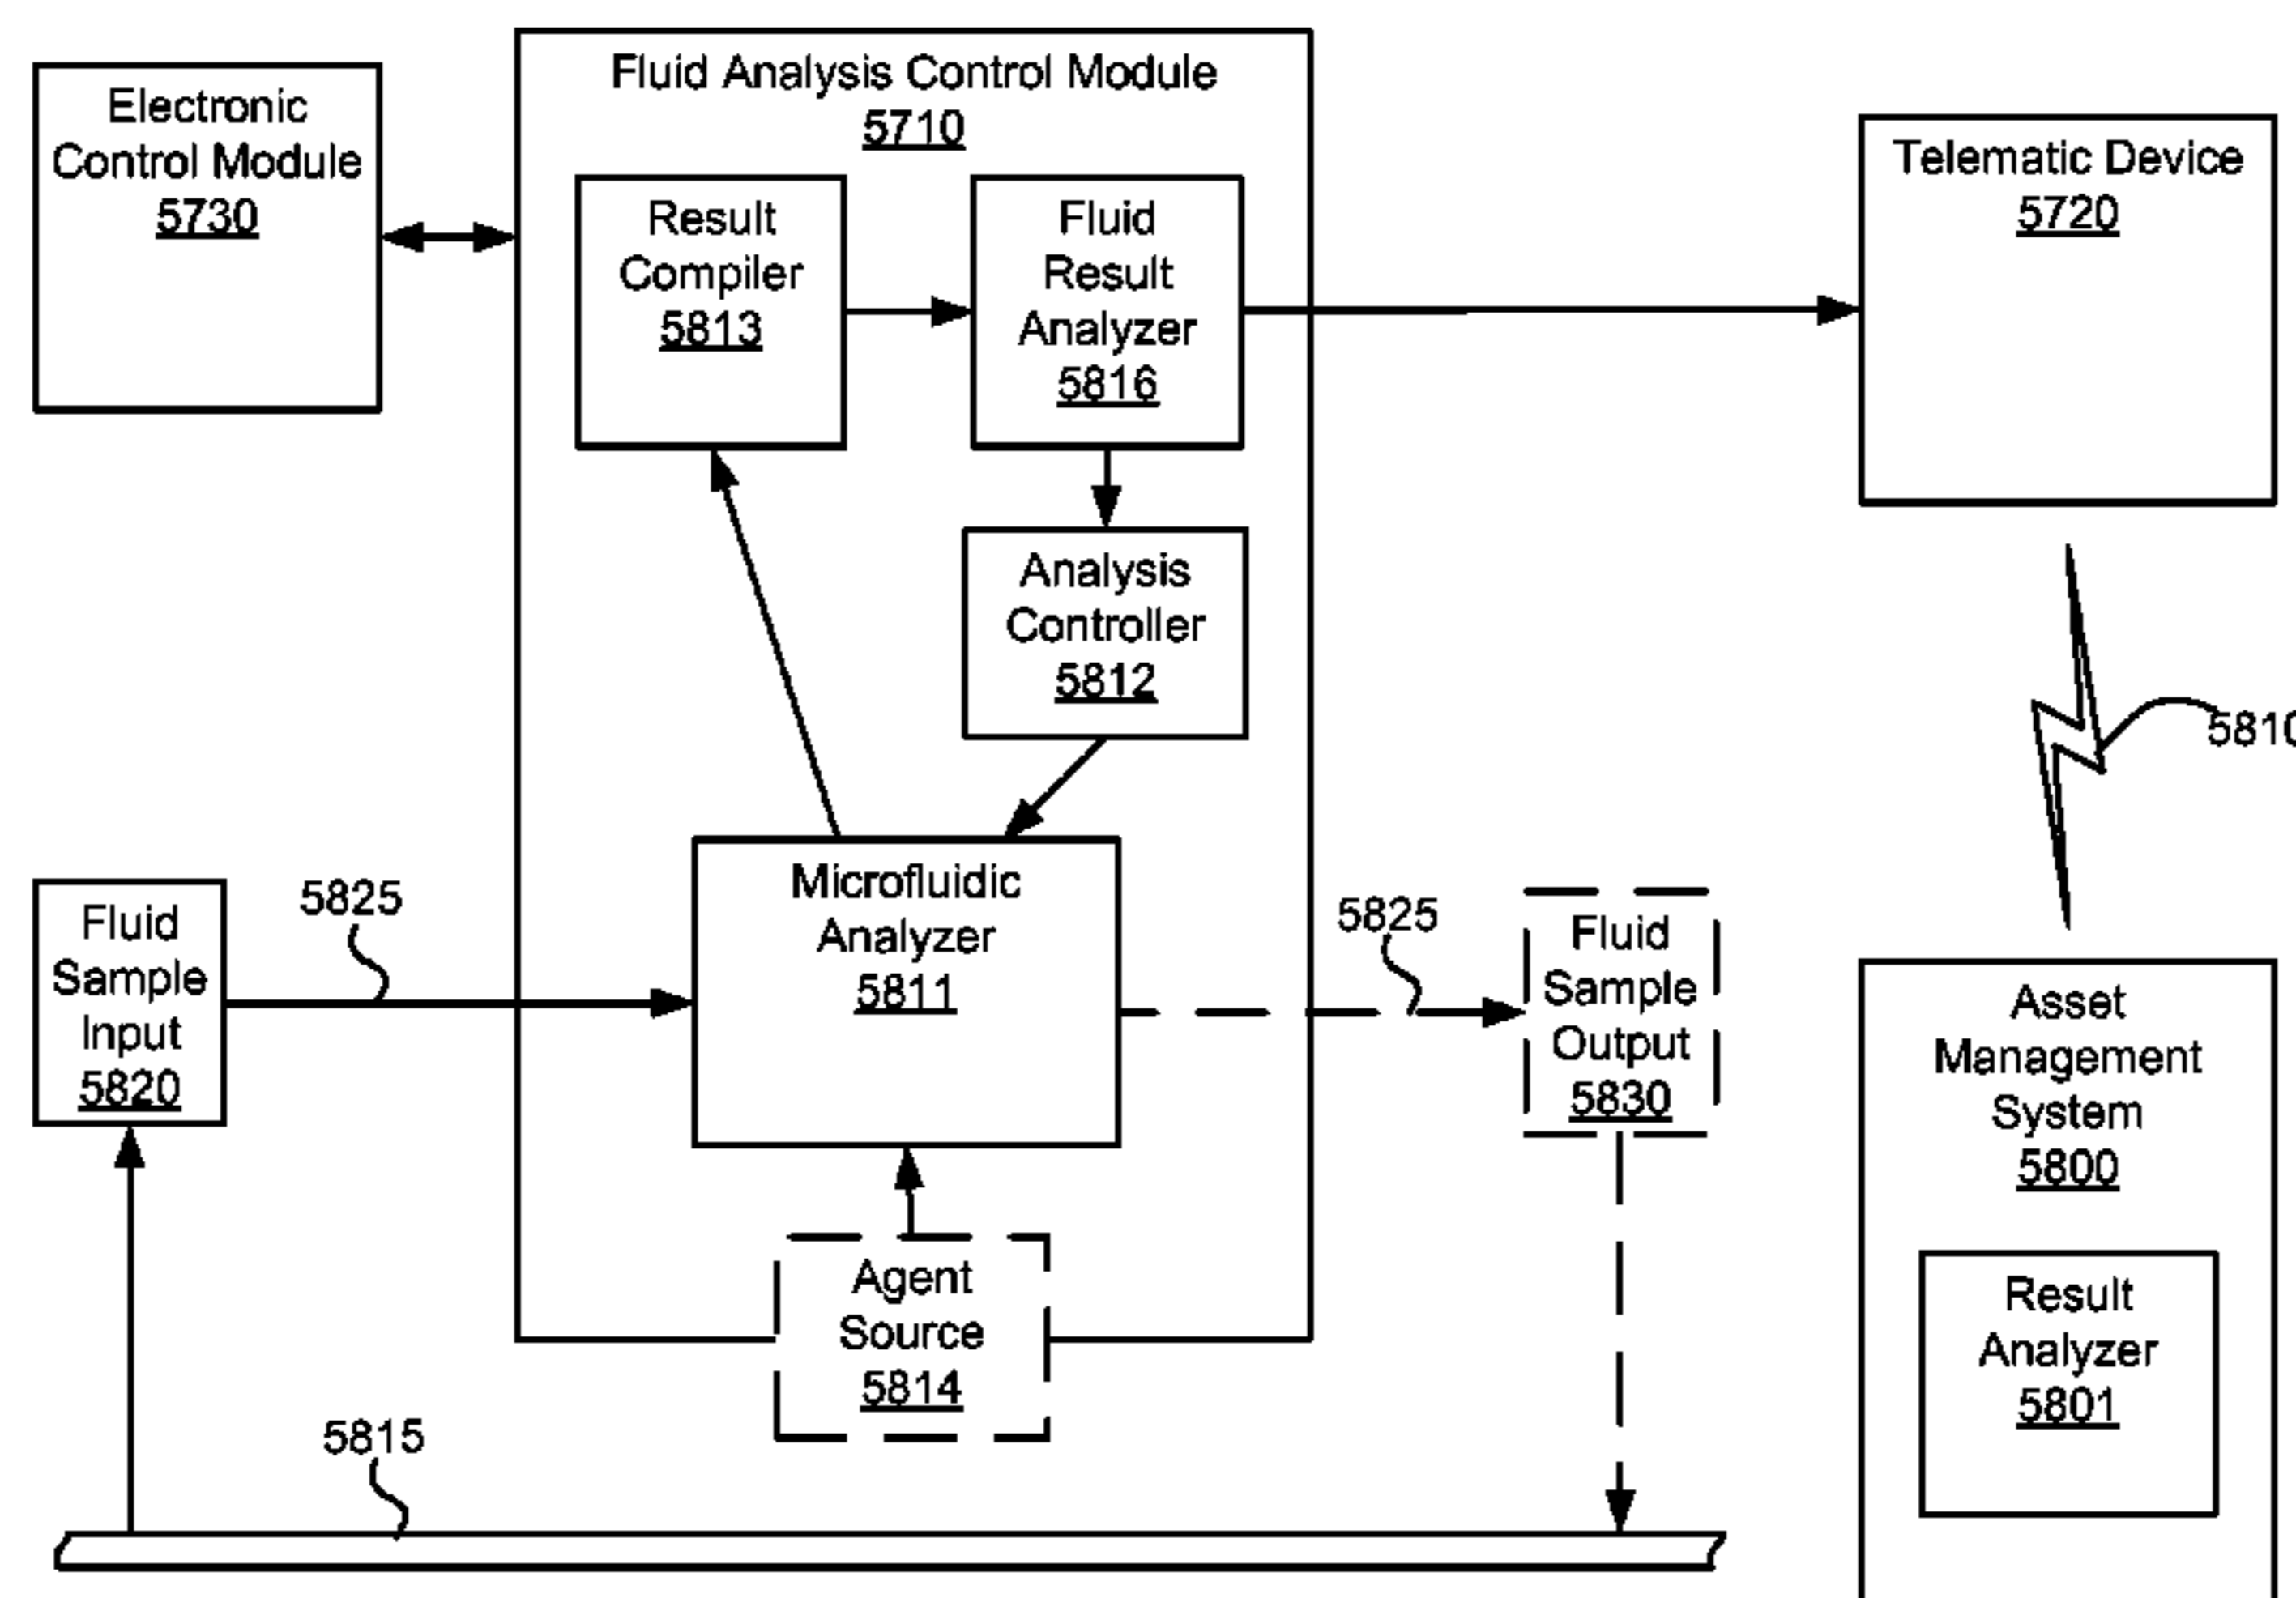 Electronic
Control Module
5730
Fluid Analysis Control Module
5710
Result
Compiler
5813
Fluid
Result
Analyzer
5816
Telematic Device
5720
Analysis
Controller
5812
5810
Microfluidic
Analyzer
5811
Fluid
Sample
Input
5820
5825
5825
Fluid
Sample
Output
5830
Asset
Management
System
5800
Result
Analyzer
5801
Agent
Source
5814
5815